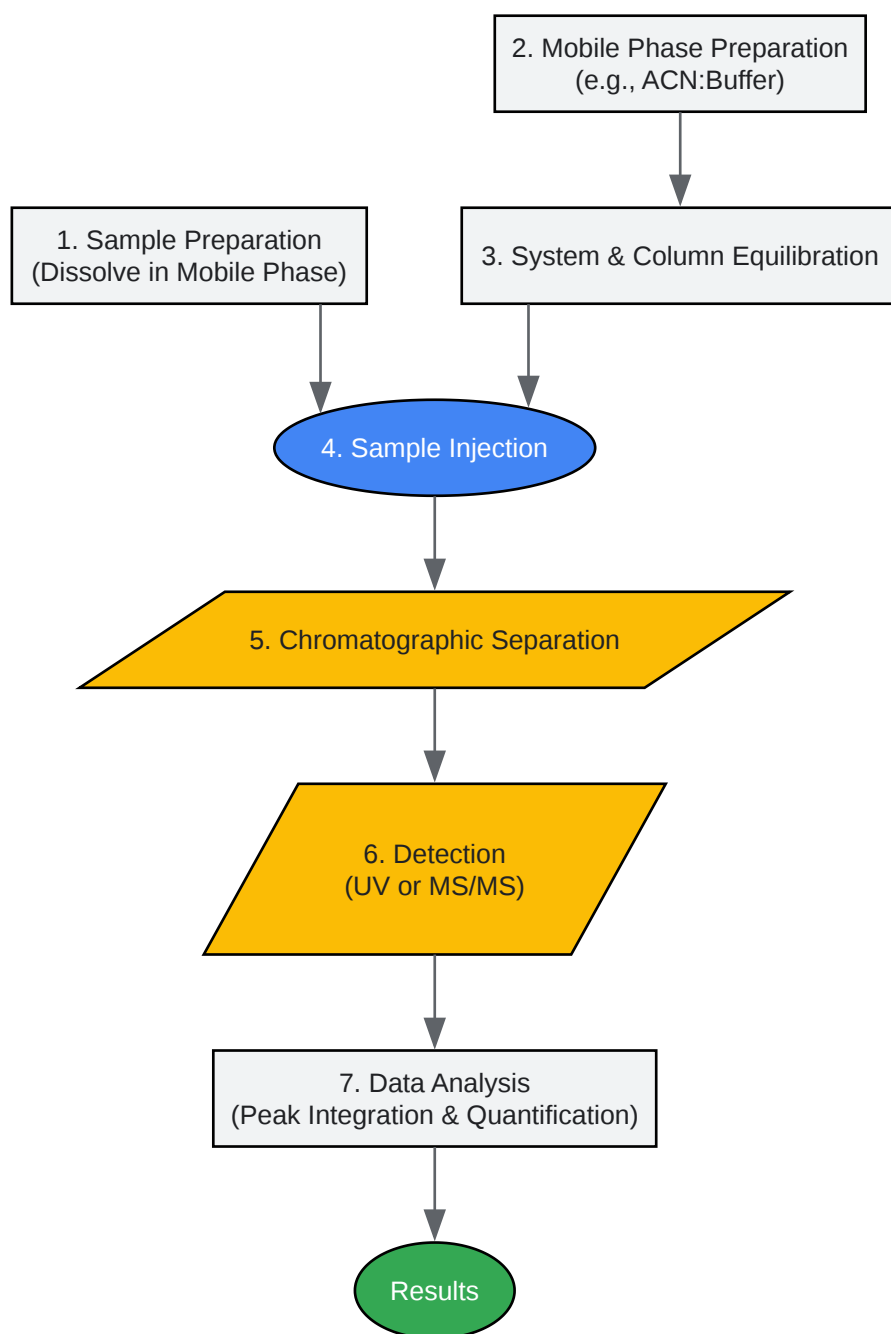 2. Mobile Phase Preparation
(e.g., ACN:Buffer)
1. Sample Preparation
(Dissolve in Mobile Phase)
3. System & Column Equilibration
4. Sample Injection
5. Chromatographic Separation
6. Detection
(UV or MS/MS)
7. Data Analysis
(Peak Integration & Quantification)
Results